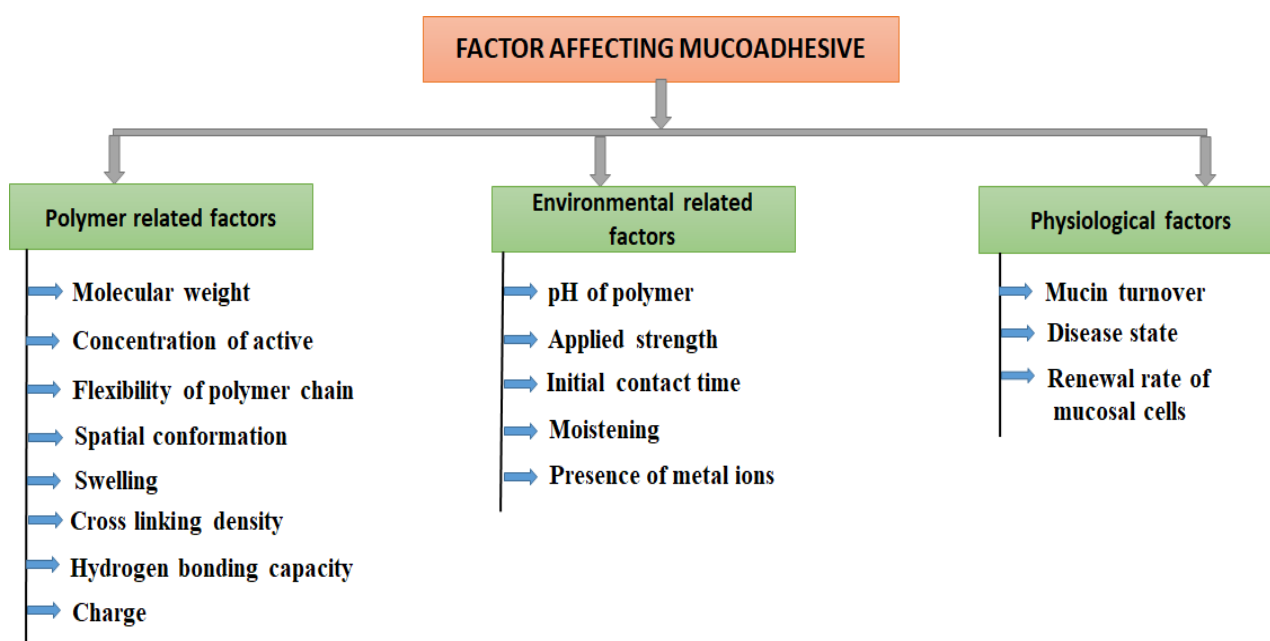 FACTOR AFFECTING MUCOADHESIVE
Polymer related factors
Molecular weight
Concentration of active
Flexibility of polymer chain
Spatial conformation
Swelling
Cross linking density
Hydrogen bonding capacity
Charge
Environmental related
factors
pH of polymer
Applied strength
Initial contact time
Moistening
Presence of metal ions
Physiological factors
Mucin turnover
Disease state
Renewal rate of
mucosal cells